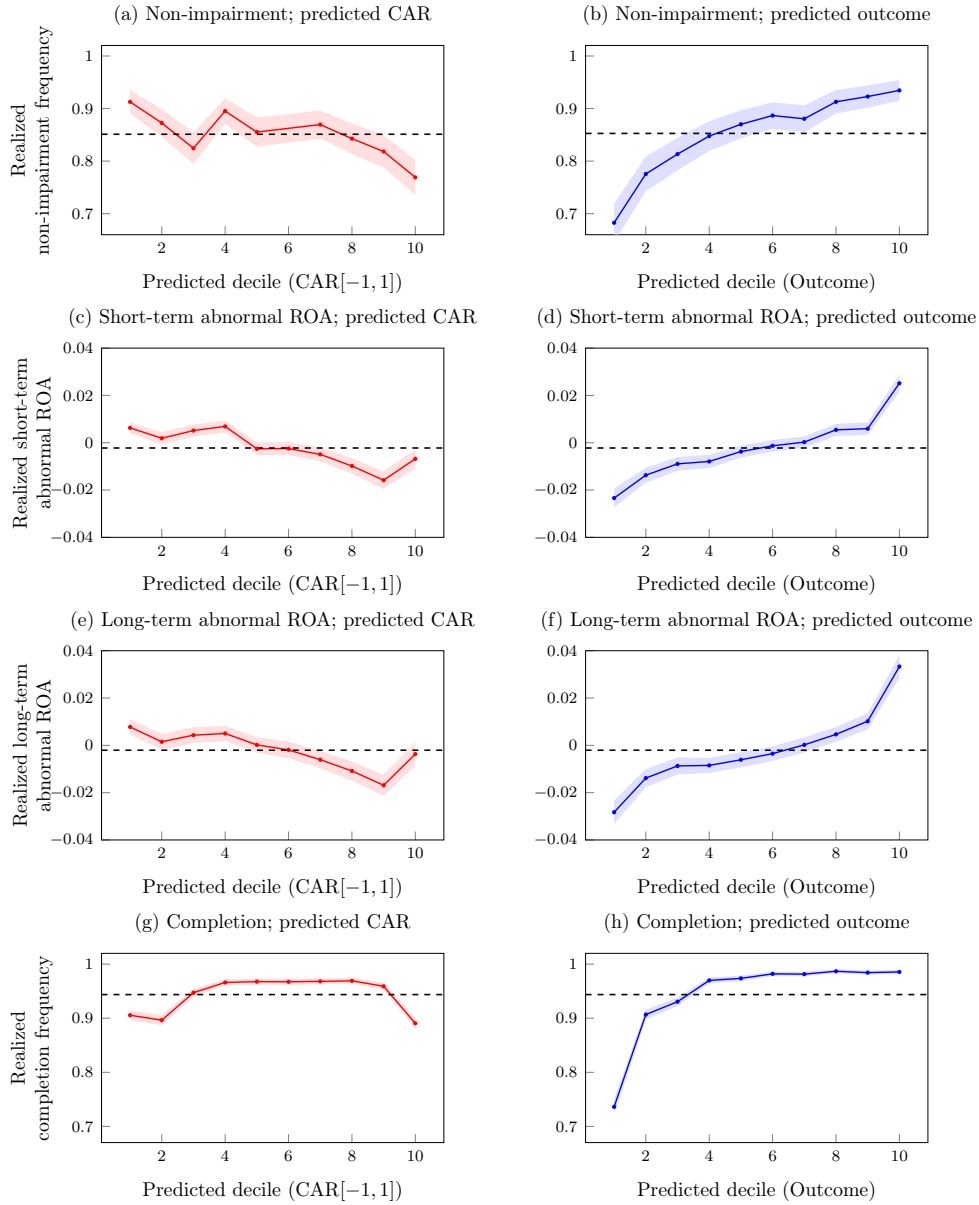 (a) Non-impairment; predicted CAR
Realized
non-impairment frequency
1
0.9
0.8
0.7
2 4 6 8 10
Predicted decile (CAR[−1, 1])
(b) Non-impairment; predicted outcome
1
0.9
0.8
0.7
2 4 6 8 10
Predicted decile (Outcome)
(c) Short-term abnormal ROA; predicted CAR
Realized short-term
abnormal ROA
0.04
0.02
0
−0.02
−0.04
2 4 6 8 10
Predicted decile (CAR[−1, 1])
(d) Short-term abnormal ROA; predicted outcome
0.04
0.02
0
−0.02
−0.04
2 4 6 8 10
Predicted decile (Outcome)
(e) Long-term abnormal ROA; predicted CAR
Realized long-term
abnormal ROA
0.04
0.02
0
−0.02
−0.04
2 4 6 8 10
Predicted decile (CAR[−1, 1])
(f) Long-term abnormal ROA; predicted outcome
0.04
0.02
0
−0.02
−0.04
2 4 6 8 10
Predicted decile (Outcome)
(g) Completion; predicted CAR
Realized
completion frequency
1
0.9
0.8
0.7
2 4 6 8 10
Predicted decile (CAR[−1, 1])
(h) Completion; predicted outcome
1
0.9
0.8
0.7
2 4 6 8 10
Predicted decile (Outcome)